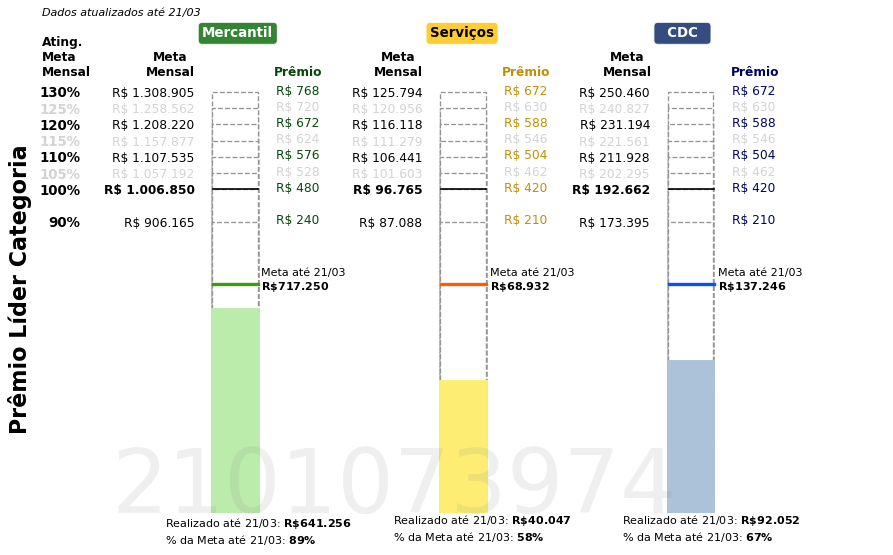 Dados atualizados até 21/03
Mercantil Serviços CDC
Ating. Meta Mensal
Meta Mensal Prêmio Meta Mensal Prêmio Meta Mensal Prêmio
130% R$ 1.308.905 R$ 768 R$ 125.794 R$ 672 R$ 250.460 R$ 672
125% R$ 1.258.562 R$ 720 R$ 120.956 R$ 630 R$ 240.827 R$ 630
120% R$ 1.208.220 R$ 672 R$ 116.118 R$ 588 R$ 231.194 R$ 588
115% R$ 1.157.877 R$ 624 R$ 111.279 R$ 546 R$ 221.561 R$ 546
110% R$ 1.107.535 R$ 576 R$ 106.441 R$ 504 R$ 211.928 R$ 504
105% R$ 1.057.192 R$ 528 R$ 101.603 R$ 462 R$ 202.295 R$ 462
100% R$ 1.006.850 R$ 480 R$ 96.765 R$ 420 R$ 192.662 R$ 420
90% R$ 906.165 R$ 240 R$ 87.088 R$ 210 R$ 173.395 R$ 210
Meta até 21/03 Meta até 21/03 Meta até 21/03
R$717.250 R$68.932 R$137.246
Prêmio Líder Categoria
2101073974
Realizado até 21/03: R$641.256 Realizado até 21/03: R$40.047 Realizado até 21/03: R$92.052
% da Meta até 21/03: 89% % da Meta até 21/03: 58% % da Meta até 21/03: 67%